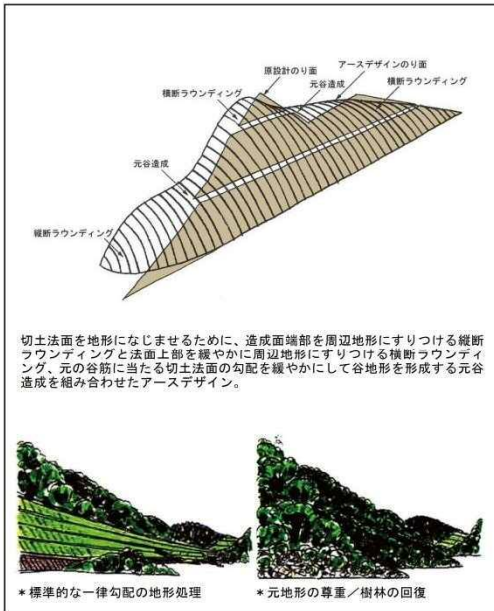 原設計のり面
アースデザインのり面
元谷造成
横断ラウンディング
横断ラウンディング
元谷造成
縦断ラウンディング
切土法面を地形になじませるために、造成面端部を周辺地形にすりつける縦断
ラウンディングと法面上部を緩やかに周辺地形にすりつける横断ラウンディ
ング、元の谷筋に当たる切土法面の勾配を緩やかにして谷地形を形成する元谷
造成を組み合わせたアースデザイン。
＊標準的な一律勾配の地形処理
＊元地形の尊重／樹林の回復